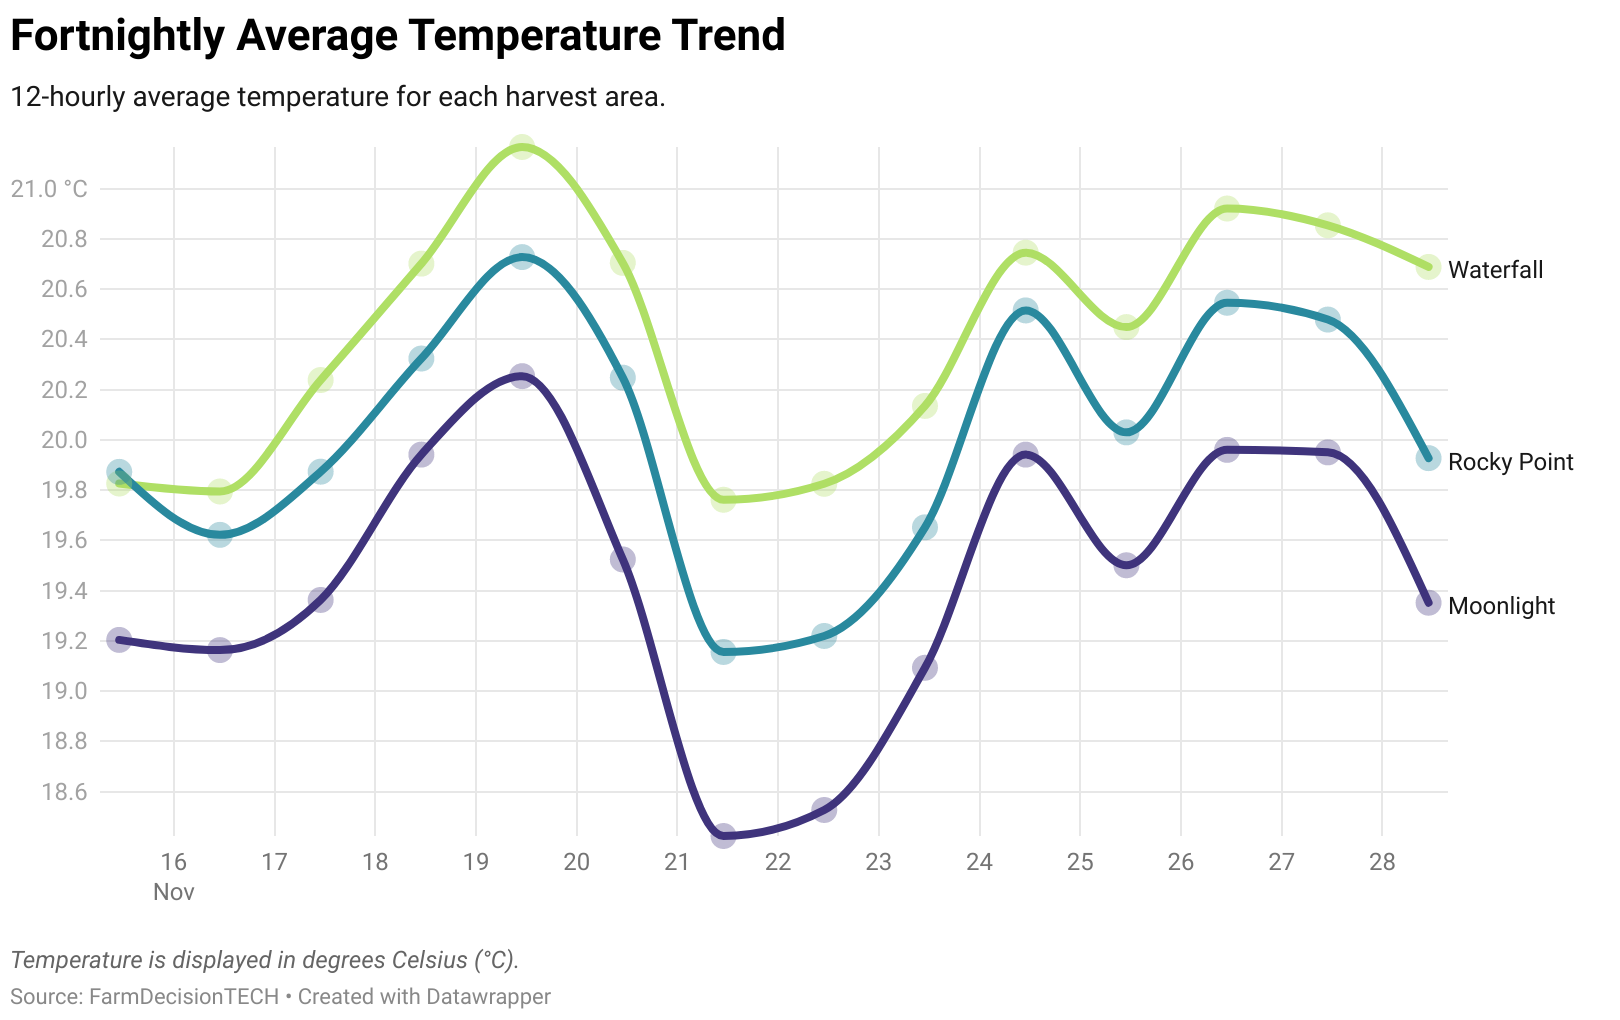 Fortnightly Average Temperature Trend
12-hourly average temperature for each harvest area.
21.0 °C
20.8
20.6
20.4
20.2
20.0
19.8
19.6
19.4
19.2
19.0
18.8
18.6
Waterfall
Rocky Point
Moonlight
16 17 18 19 20 21 22 23 24 25 26 27 28
Nov
Temperature is displayed in degrees Celsius (°C).
Source: FarmDecisionTECH • Created with Datawrapper